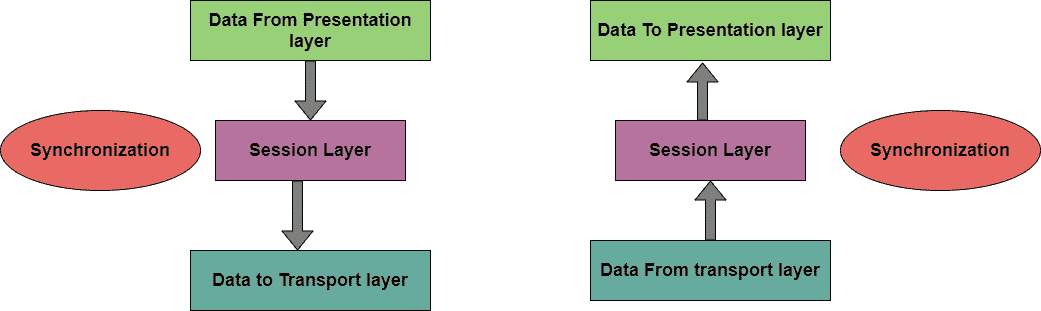 Data From Presentation
layer
Synchronization
Session Layer
Data to Transport layer
Data To Presentation layer
Session Layer
Synchronization
Data From transport layer